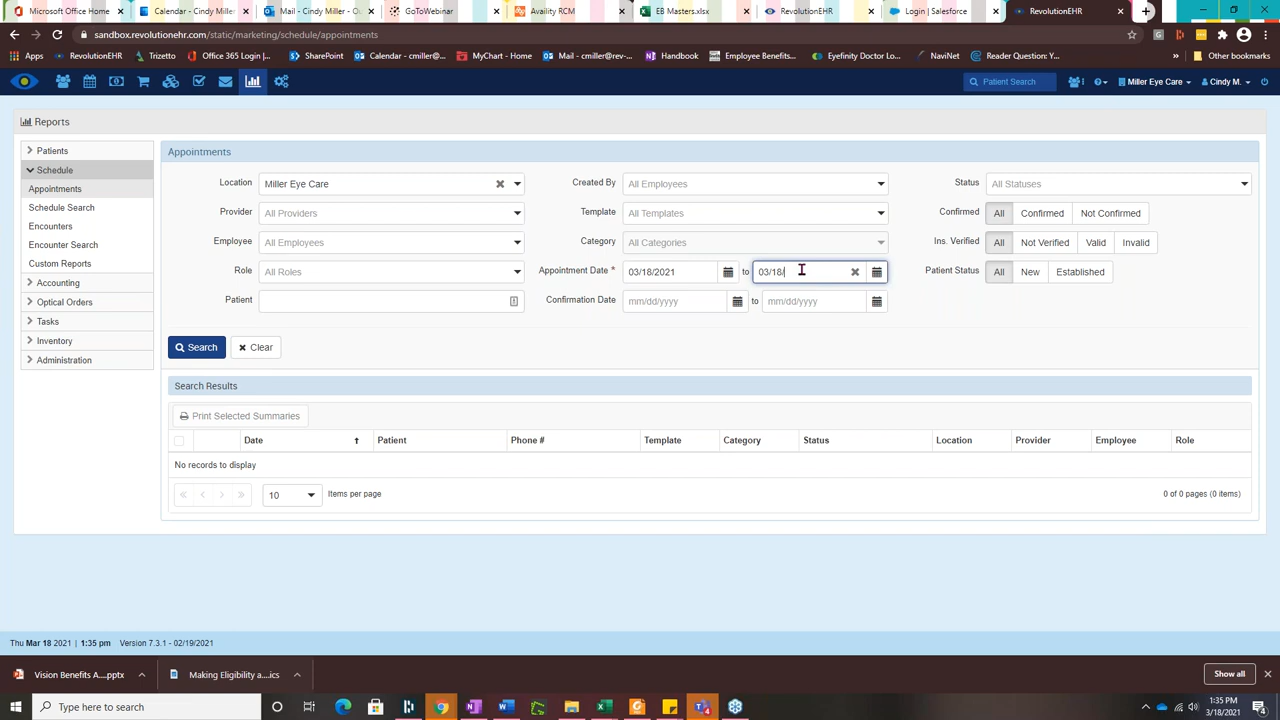 Microsoft Office Home
Calendar - Cindy Miller
Mail - Cindy Miller - Ou
GoToWebinar
Availity RCM
EB Masters.xlsx
RevolutionEHR
Login | Salesforce
RevolutionEHR
sandbox.revolutionehr.com/static/marketing/schedule/appointments
Apps
RevolutionEHR
Trizetto
Office 365 Login |...
SharePoint
Calendar - cmiller@...
MyChart - Home
Mail - cmiller@rev-...
Handbook
Employee Benefits...
Eyefinity Doctor Lo...
NaviNet
Reader Question: Y...
Other bookmarks
Patient Search
Miller Eye Care
Cindy M.
Reports
Patients
Schedule
Appointments
Schedule Search
Encounters
Encounter Search
Custom Reports
Accounting
Optical Orders
Tasks
Inventory
Administration
Appointments
Location Miller Eye Care Created By All Employees Status All Statuses
Provider All Providers Template All Templates Confirmed All Confirmed Not Confirmed
Employee All Employees Category All Categories Ins. Verified All Not Verified Valid Invalid
Role All Roles Appointment Date * 03/18/2021 to 03/18/ Patient Status All New Established
Patient Confirmation Date mm/dd/yyyy to mm/dd/yyyy
Search Clear
Search Results
Print Selected Summaries
Date Patient Phone # Template Category Status Location Provider Employee Role
No records to display
10 Items per page 0 of 0 pages (0 items)
Thu Mar 18 2021 | 1:35 pm Version 7.3.1 - 02/19/2021
Vision Benefits A....pptx
Making Eligibility a....ics
Show all
Type here to search
1:35 PM
3/18/2021